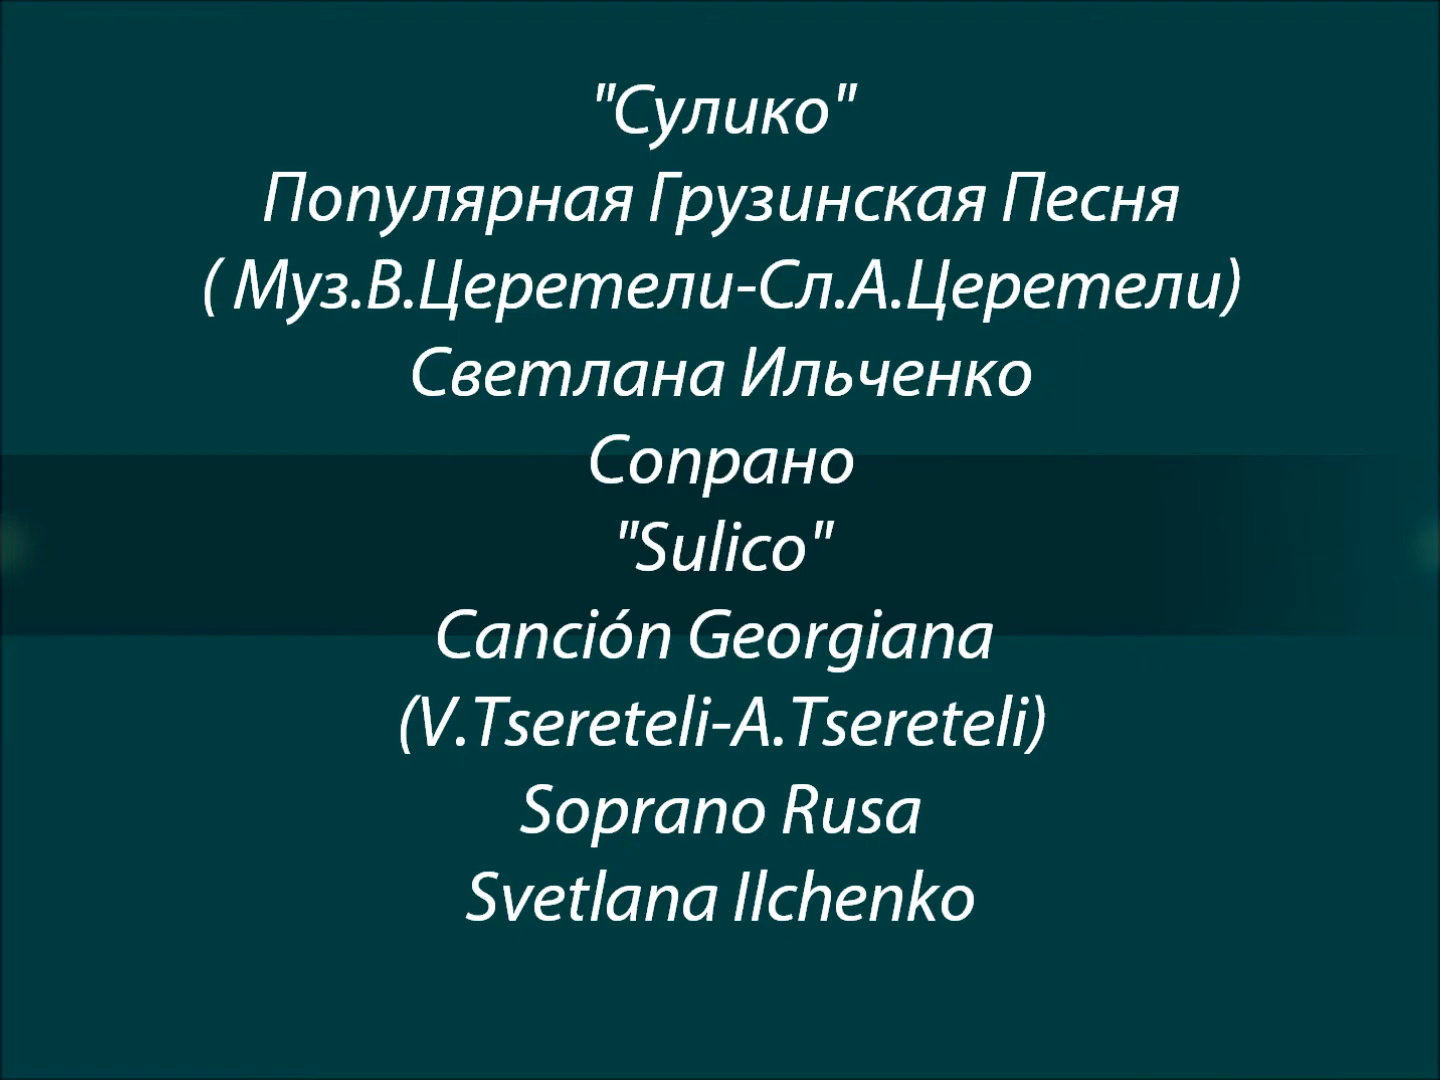 "Сулико"
Популярная Грузинская Песня
( Муз.В.Церетели-Сл.А.Церетели)
Светлана Ильченко
Сопрано
"Sulico"
Canción Georgiana
(V.Tsereteli-A.Tsereteli)
Soprano Rusa
Svetlana Ilchenko